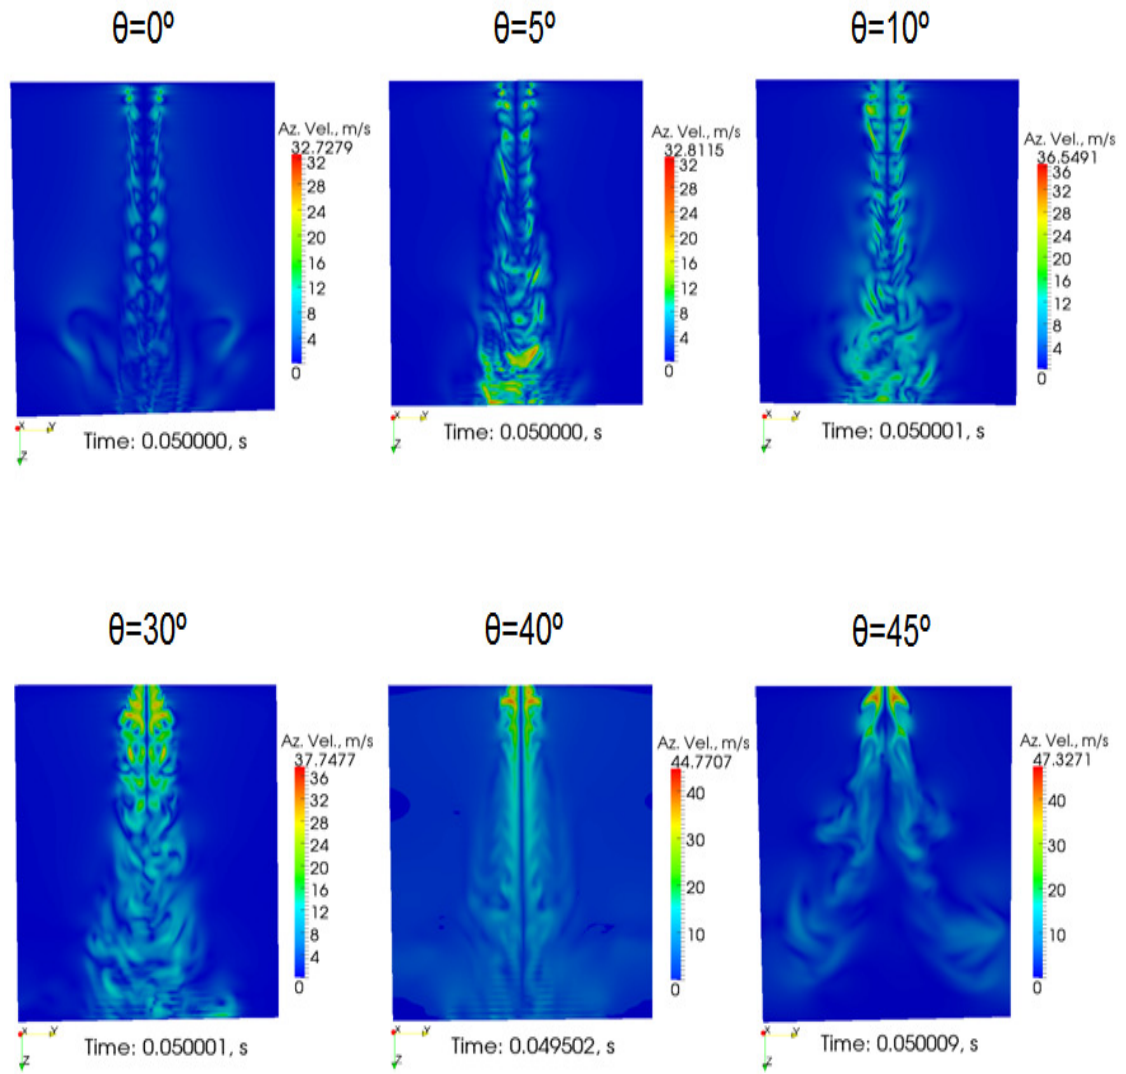 θ=0º
θ=5º
θ=10º
Az. Vel., m/s
32.7279
32
28
24
20
16
12
8
4
0
X Y
Z
Time: 0.050000, s
Az. Vel., m/s
32.8115
32
28
24
20
16
12
8
4
0
X Y
Z
Time: 0.050000, s
Az. Vel., m/s
36.5491
36
32
28
24
20
16
12
8
4
0
X Y
Z
Time: 0.050001, s
θ=30º
θ=40º
θ=45º
Az. Vel., m/s
37.7477
36
32
28
24
20
16
12
8
4
0
X Y
Z
Time: 0.050001, s
Az. Vel., m/s
44.7707
40
30
20
10
0
X Y
Z
Time: 0.049502, s
Az. Vel., m/s
47.3271
40
30
20
10
0
X Y
Z
Time: 0.050009, s